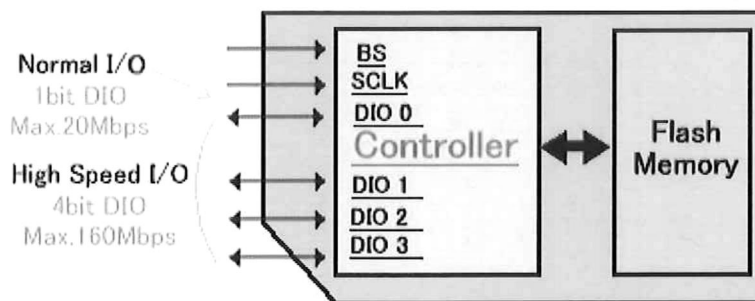 Normal I/O
1bit DIO
Max.20Mbps
High Speed I/O
4bit DIO
Max.160Mbps
BS
SCLK
DIO 0
Controller
DIO 1
DIO 2
DIO 3
Flash
Memory